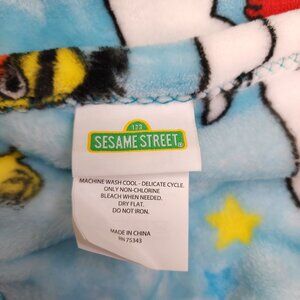 123
SESAME STREET®
MACHINE WASH COOL - DELICATE CYCLE.
ONLY NON-CHLORINE
BLEACH WHEN NEEDED.
DRY FLAT.
DO NOT IRON.
MADE IN CHINA
RN 75343